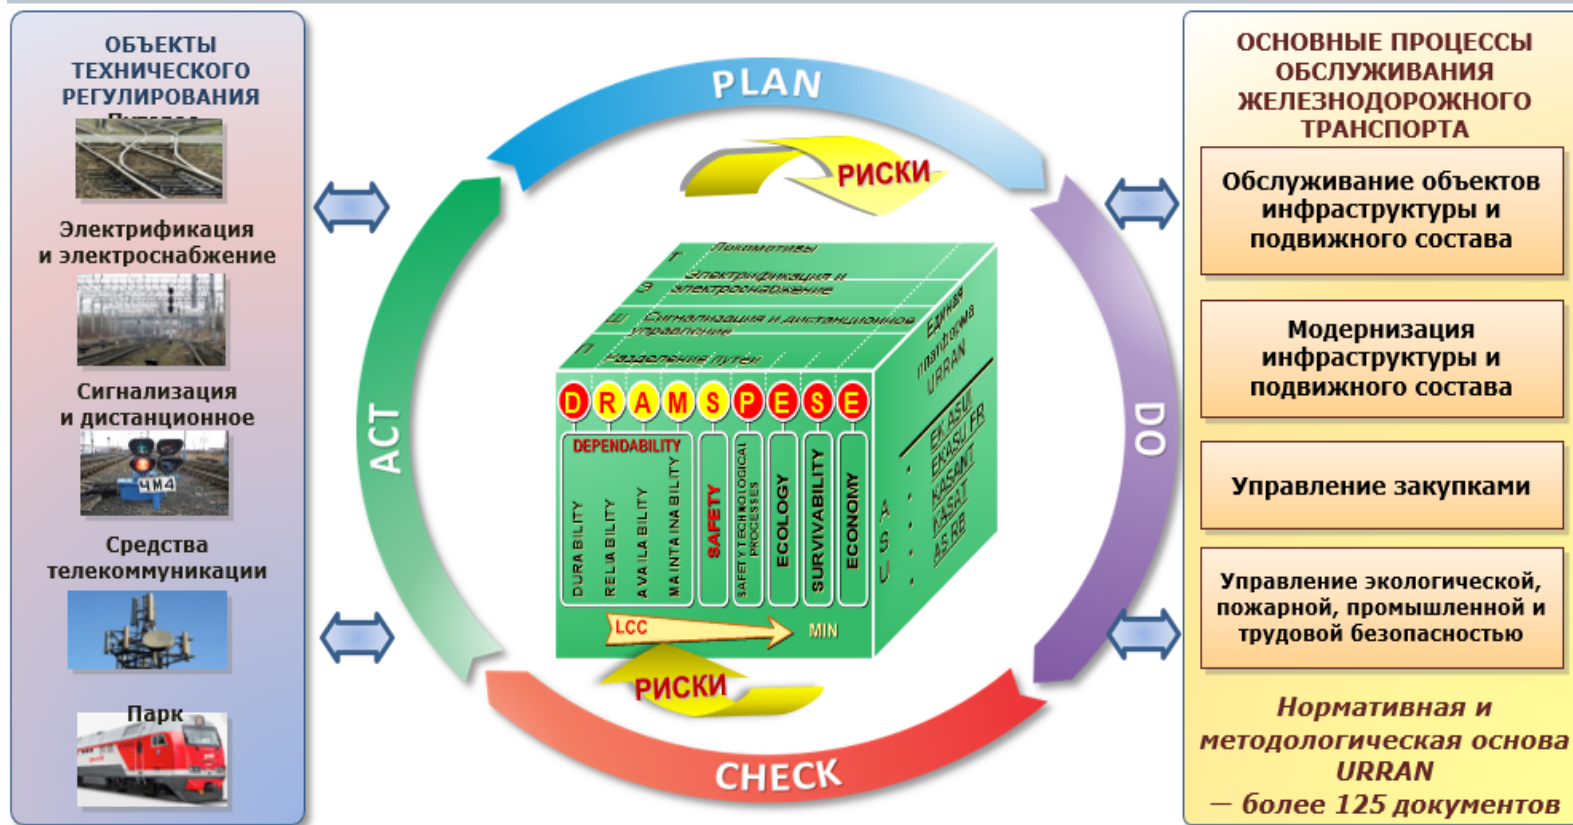 ОБЪЕКТЫ
ТЕХНИЧЕСКОГО
РЕГУЛИРОВАНИЯ
Электрификация
и электроснабжение
Сигнализация
и дистанционное
ЧМ4
Средства
телекоммуникации
Парк
PLAN
DO
CHECK
ACT
РИСКИ
Локомотивы
Т
Электрификация и
Э электроснабжение
Ш Сигнализация и дистанционное
управление
П Разделение путей
Единая
платформа
URRAN
D R A M S P E S E
DEPENDABILITY
DURABILITY
RELIABILITY
AVAILABILITY
MAINTAINABILITY
SAFETY
SAFETY TECHNOLOGICAL
PROCESSES
ECOLOGY
SURVIVABILITY
ECONOMY
A S U
EK ASUI
EKASU FR
KASANT
KASAT
AS RB
LCC
MIN
РИСКИ
ОСНОВНЫЕ ПРОЦЕССЫ
ОБСЛУЖИВАНИЯ
ЖЕЛЕЗНОДОРОЖНОГО
ТРАНСПОРТА
Обслуживание объектов
инфраструктуры и
подвижного состава
Модернизация
инфраструктуры и
подвижного состава
Управление закупками
Управление экологической,
пожарной, промышленной и
трудовой безопасностью
Нормативная и
методологическая основа
URRAN
— более 125 документов